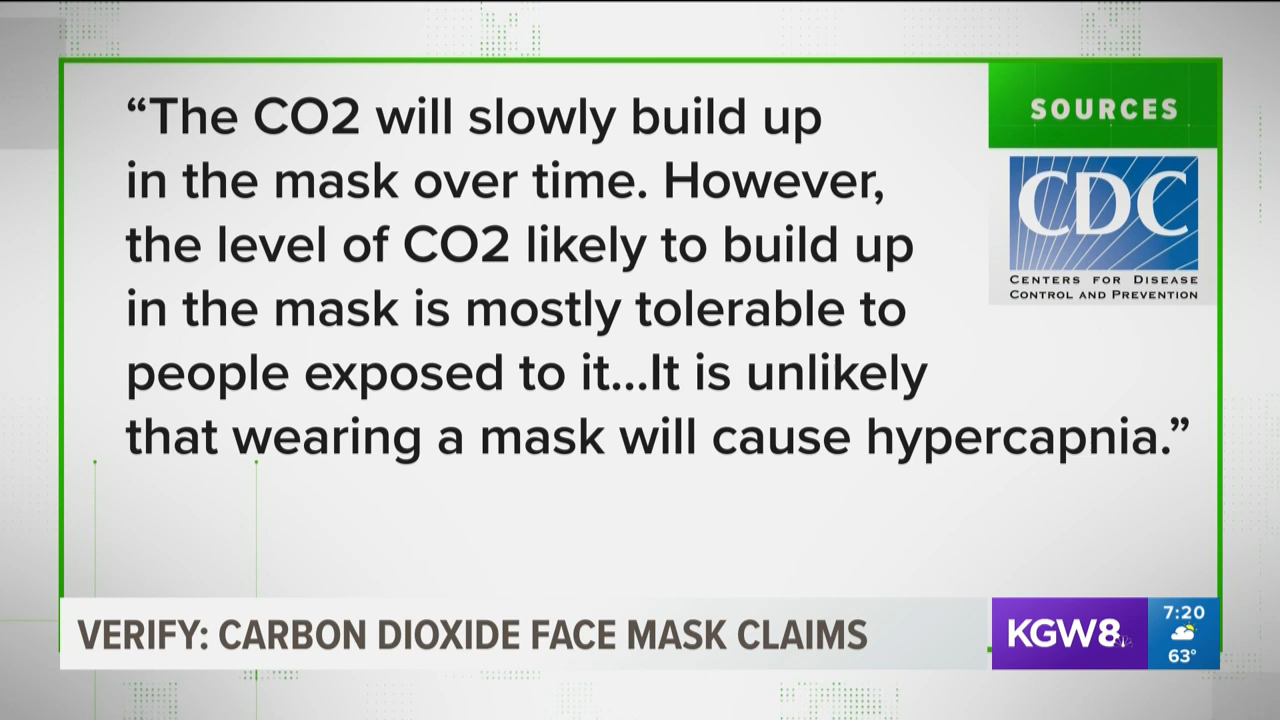 “The CO2 will slowly build up
in the mask over time. However,
the level of CO2 likely to build up
in the mask is mostly tolerable to
people exposed to it...It is unlikely
that wearing a mask will cause hypercapnia.”
SOURCES
CDC
CENTERS FOR DISEASE
CONTROL AND PREVENTION
VERIFY: CARBON DIOXIDE FACE MASK CLAIMS
KGW8
7:20
63°